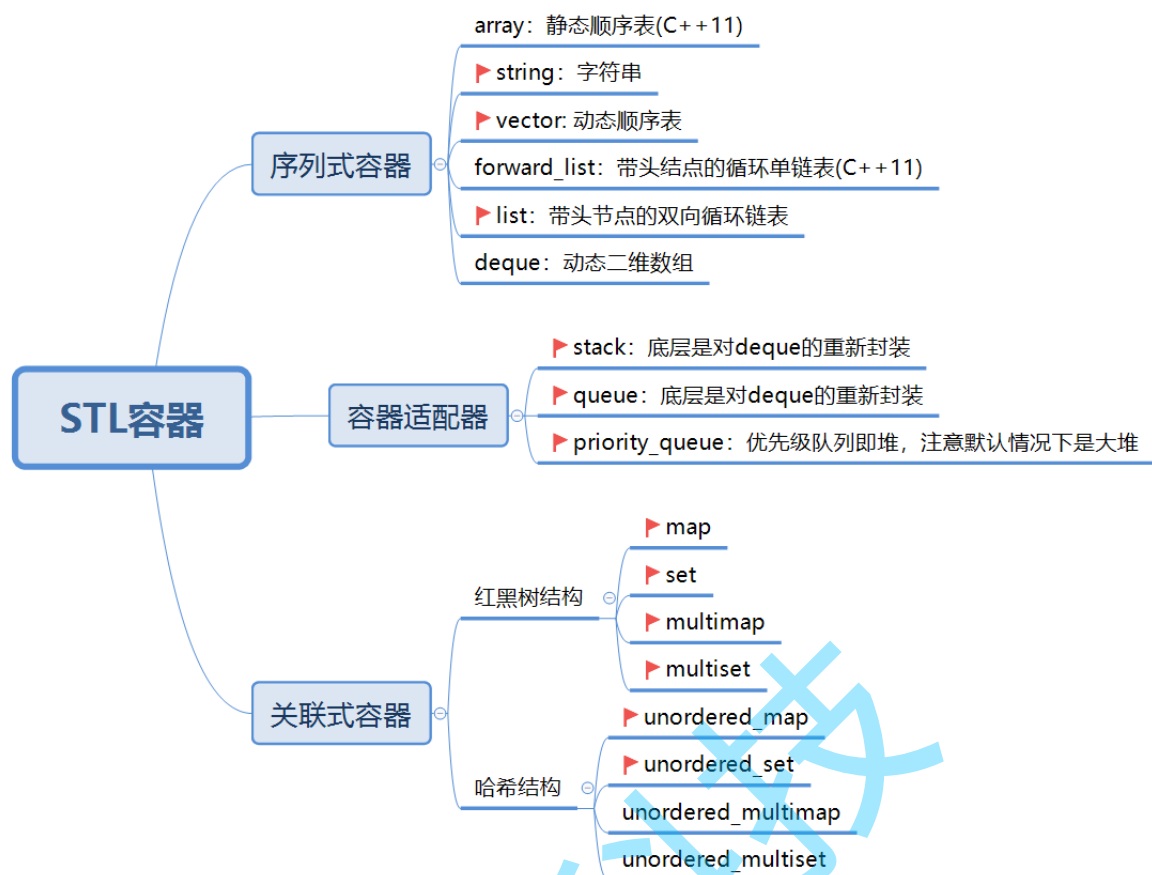 array：静态顺序表(C++11)
string：字符串
vector: 动态顺序表
序列式容器
forward_list：带头结点的循环单链表(C++11)
list：带头节点的双向循环链表
deque：动态二维数组
stack：底层是对deque的重新封装
STL容器
容器适配器
queue：底层是对deque的重新封装
priority_queue：优先级队列即堆，注意默认情况下是大堆
map
红黑树结构
set
multimap
multiset
关联式容器
unordered_map
哈希结构
unordered_set
unordered_multimap
unordered_multiset
技